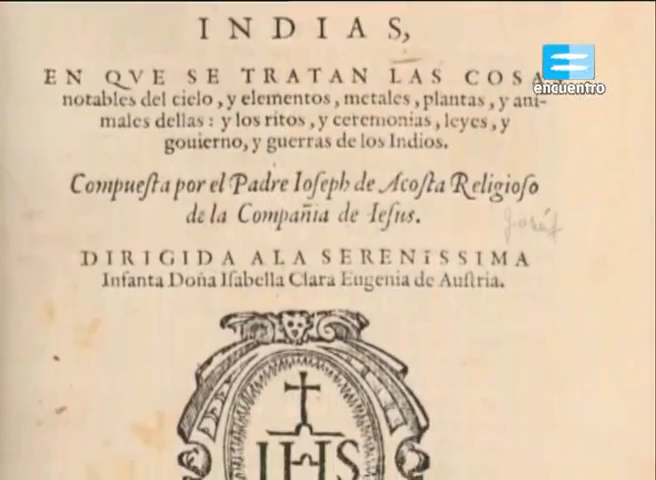 INDIAS,
EN QVE SE TRATAN LAS COSAS
encuentro
notables del cielo, y elementos, metales, plantas, y ani-
males dellas: y los ritos, y ceremonias, leyes, y
gouierno, y guerras de los Indios.
Compueſta por el Padre Ioſeph de Acoſta Religioſo
de la Compañia de Ieſus.
DIRIGIDA A LA SERENISSIMA
Infanta Doña Iſabella Clara Eugenia de Auſtria.
IHS